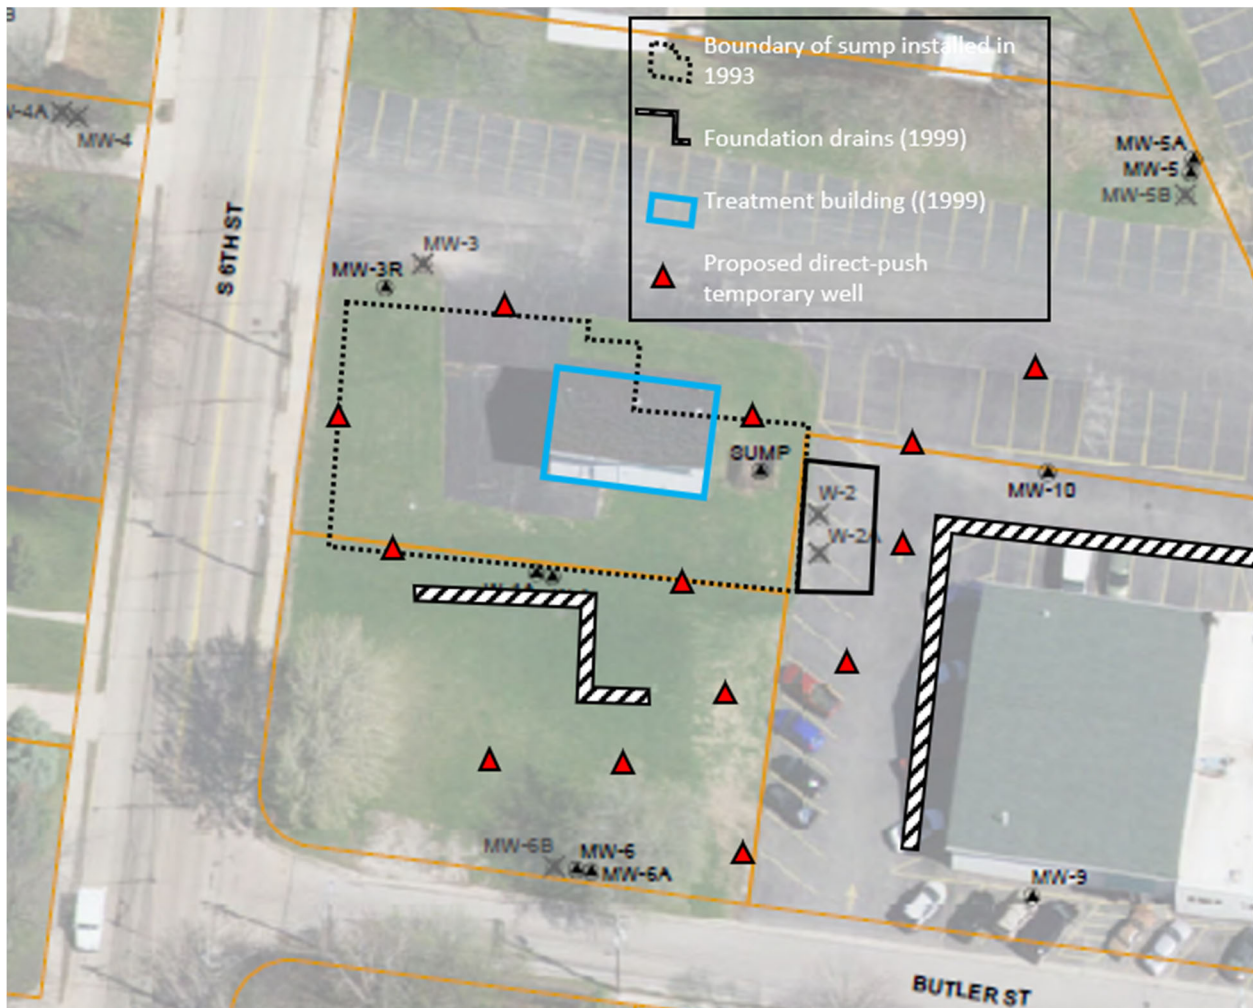 Boundary of sump installed in
1993
Foundation drains (1999)
Treatment building ((1999)
Proposed direct-push
temporary well
MW-4
MW-5A
MW-5
MW-5B
S 6TH ST
MW-3
MW-3R
SUMP
W-2
W-2A
MW-10
MW-6B
MW-6
MW-6A
MW-9
BUTLER ST